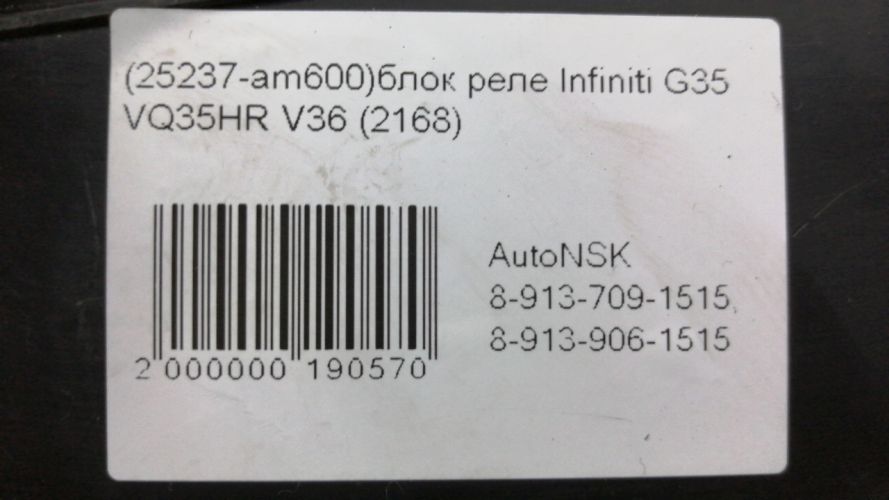 (25237-am600)блок реле Infiniti G35
VQ35HR V36 (2168)
AutoNSK
8-913-709-1515,
8-913-906-1515
2 000000 190570